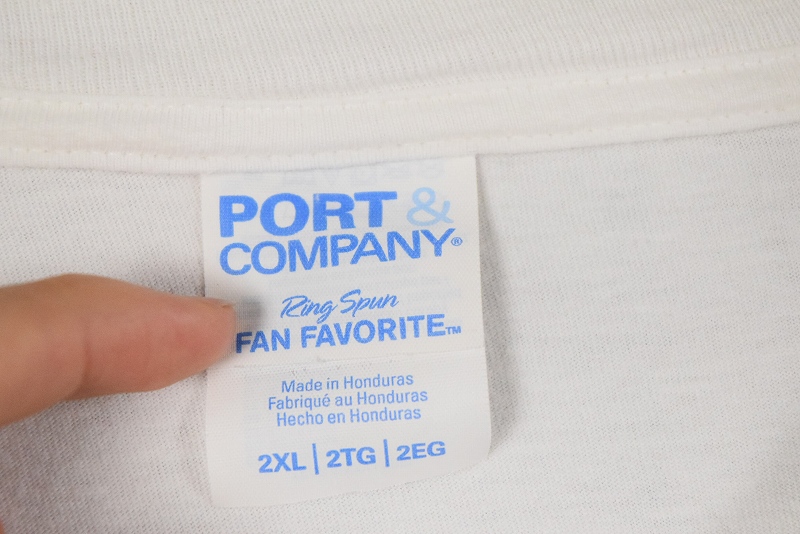 PORT &
COMPANY®
Ring Spun
FAN FAVORITE™
Made in Honduras
Fabriqué au Honduras
Hecho en Honduras
2XL | 2TG | 2EG